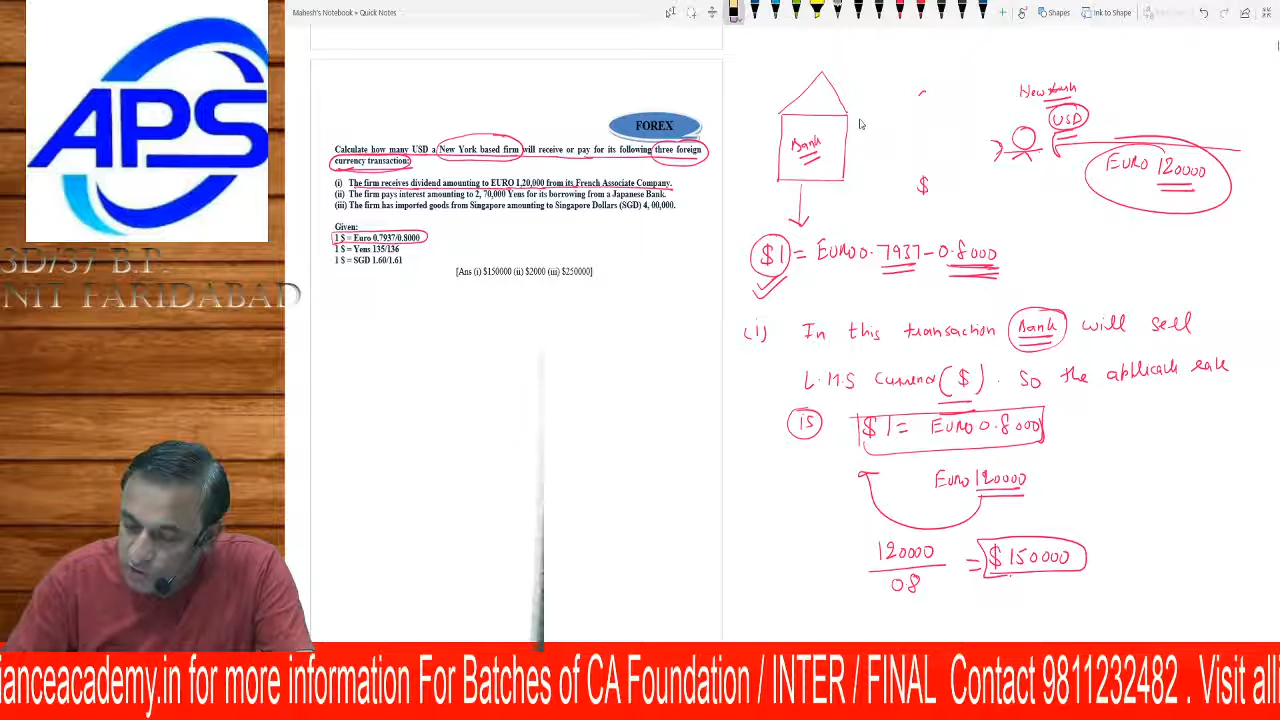 Mahesh's Notebook » Quick Notes
Shapes
Ink to Shape
APS
3D/37 B.P.
NIT FARIDABAD
FOREX
Calculate how many USD a New York based firm will receive or pay for its following three foreign
currency transaction:
(i) The firm receives dividend amounting to EURO 1,20,000 from its French Associate Company.
(ii) The firm pays interest amounting to 2, 70,000 Yens for its borrowing from a Japenese Bank.
(iii) The firm has imported goods from Singapore amounting to Singapore Dollars (SGD) 4, 00,000.
Given:
1 $ = Euro 0.7937/0.8000
1 $ = Yens 135/136
1 $ = SGD 1.60/1.61
[Ans (i) $150000 (ii) $2000 (iii) $250000]
Bank
$
USD
EURO 120000
$1 = EURO 0.7937 - 0.8000
(i) In this transaction Bank will sell
L.M.S Currency ($). So the applicable rate
is $1 = EURO 0.8000
EURO 120000
120000
0.8
= $150000
ianceacademy.in for more information For Batches of CA Foundation / INTER / FINAL Contact 9811232482 . Visit alli